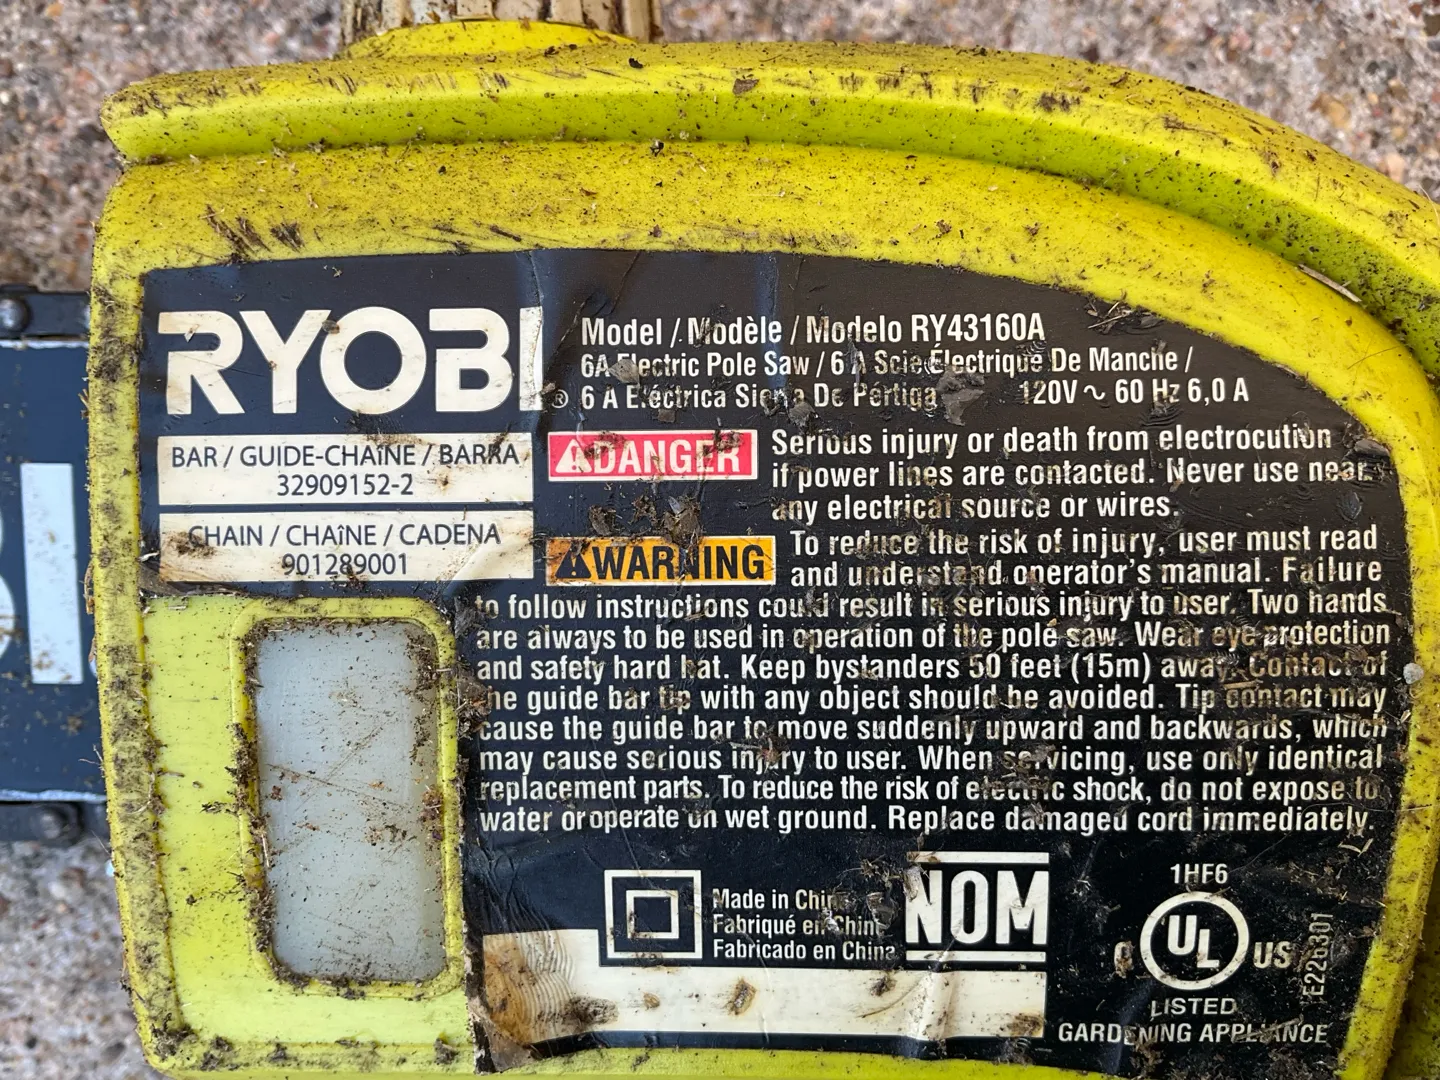 RYOBI®
Model / Modèle / Modelo RY43160A
6A Electric Pole Saw / 6 A Scie Électrique De Manche /
6 A Eléctrica Sierra De Pértiga 120V ~ 60 Hz 6,0 A
BAR / GUIDE-CHAîNE / BARRA
32909152-2
CHAIN / CHAîNE / CADENA
901289001
DANGER
Serious injury or death from electrocution
if power lines are contacted. Never use near
any electrical source or wires.
WARNING
To reduce the risk of injury, user must read
and understand operator's manual. Failure
to follow instructions could result in serious injury to user. Two hands
are always to be used in operation of the pole saw. Wear eye protection
and safety hard hat. Keep bystanders 50 feet (15m) away. Contact of
the guide bar tip with any object should be avoided. Tip contact may
cause the guide bar to move suddenly upward and backwards, which
may cause serious injury to user. When servicing, use only identical
replacement parts. To reduce the risk of electric shock, do not expose to
water or operate on wet ground. Replace damaged cord immediately.
Made in China
Fabriqué en Chine
Fabricado en China
NOM
1HF6
C UL US
LISTED
GARDENING APPLIANCE
E226301
BI